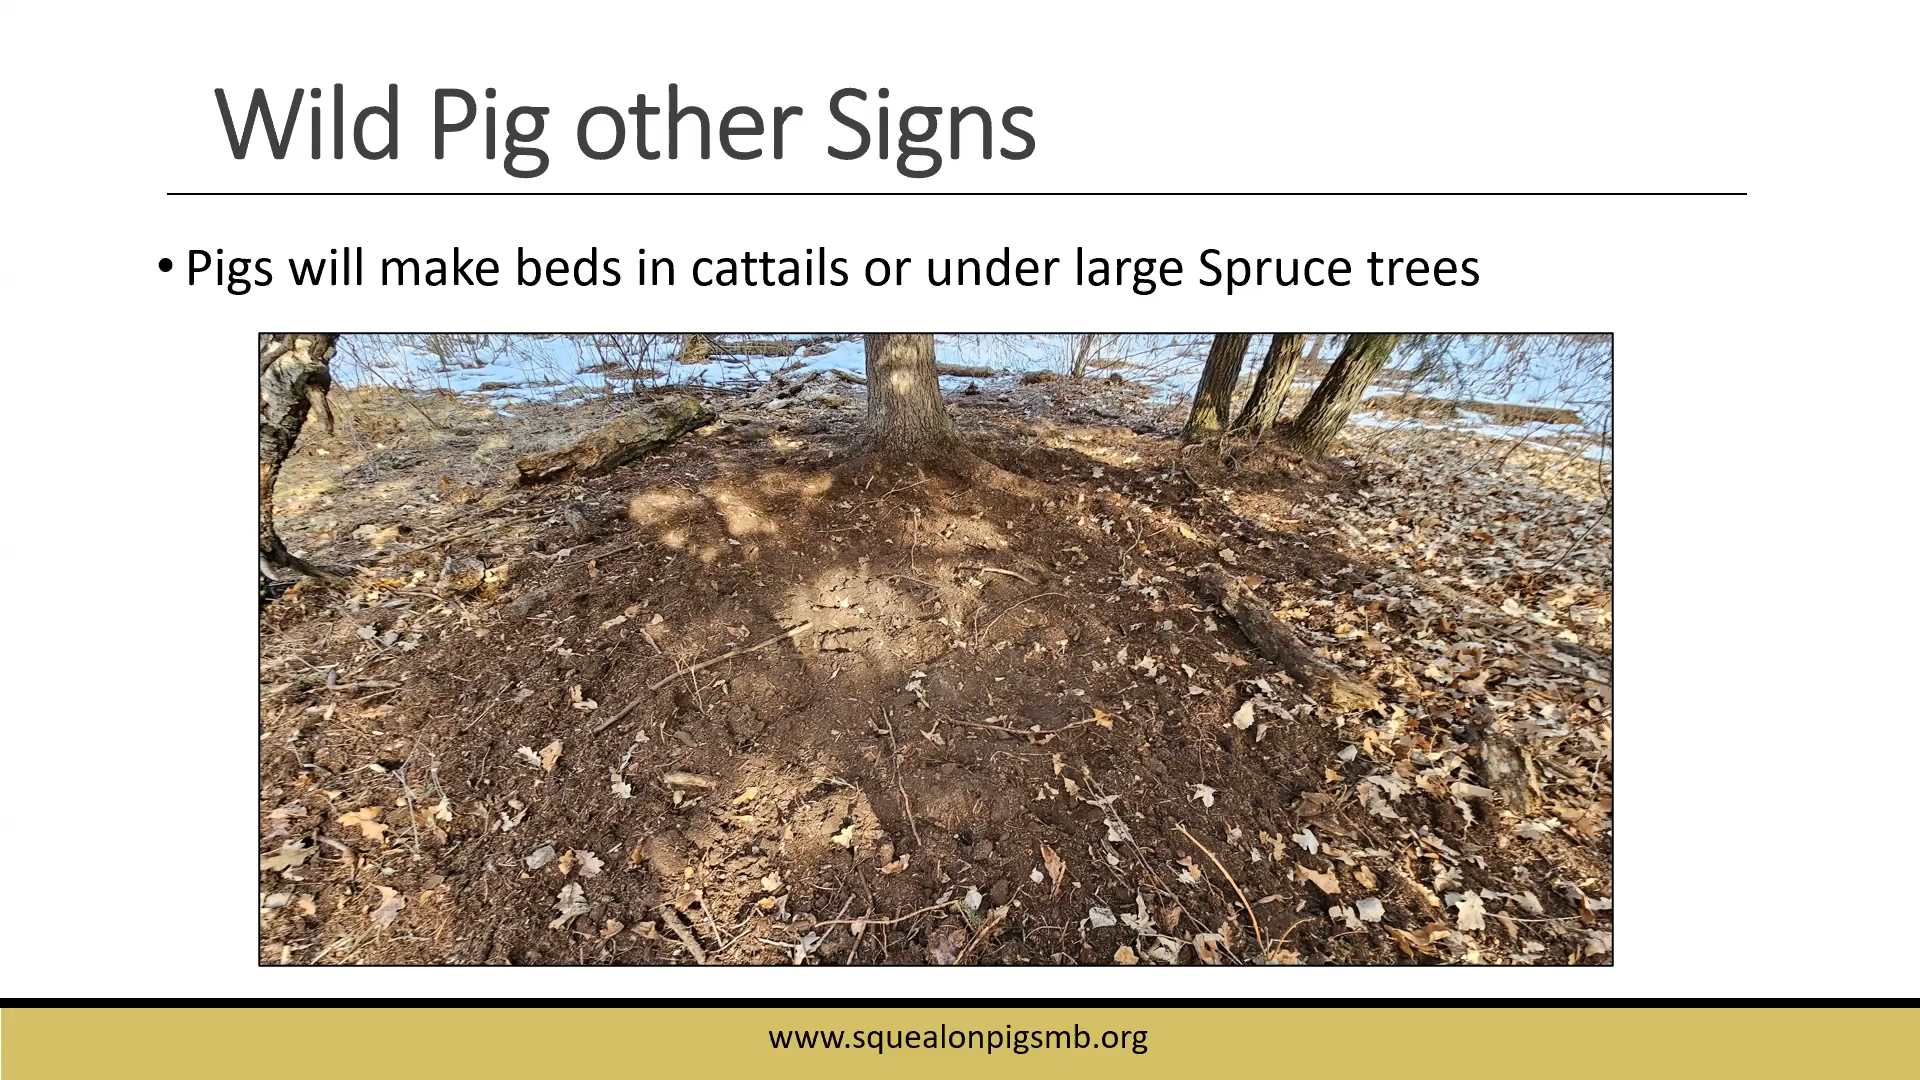 Wild Pig other Signs
• Pigs will make beds in cattails or under large Spruce trees
www.squealonpigsmb.org